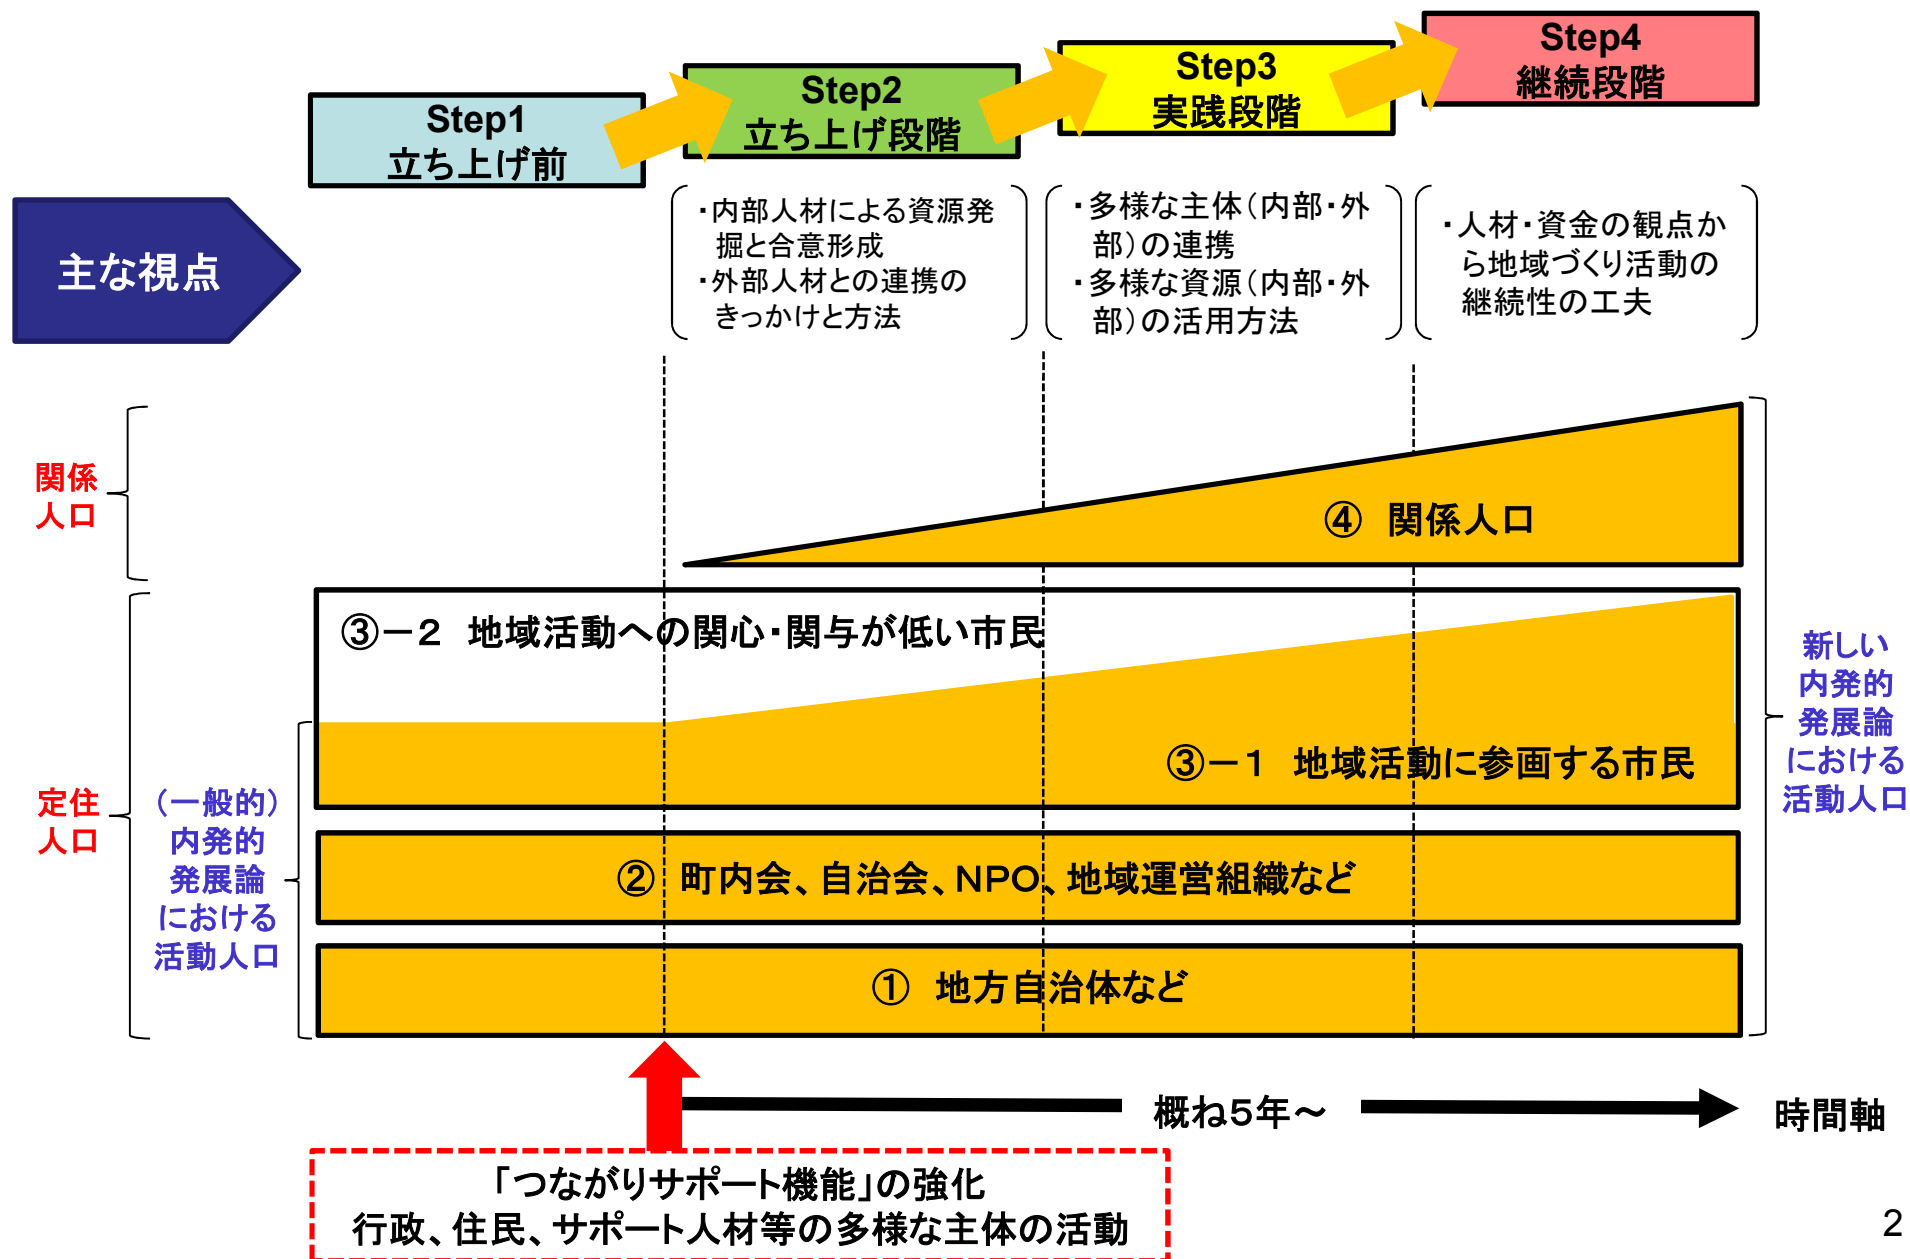 Step1
立ち上げ前
Step2
立ち上げ段階
Step3
実践段階
Step4
継続段階
主な視点
・内部人材による資源発
掘と合意形成
・外部人材との連携の
きっかけと方法
・多様な主体（内部・外
部）の連携
・多様な資源（内部・外
部）の活用方法
・人材・資金の観点か
ら地域づくり活動の
継続性の工夫
関係
人口
④　関係人口
③－２　地域活動への関心・関与が低い市民
③－１　地域活動に参画する市民
定住
人口
（一般的）
内発的
発展論
における
活動人口
② 町内会、自治会、ＮＰＯ、地域運営組織など
①　地方自治体など
新しい
内発的
発展論
における
活動人口
概ね５年～
時間軸
「つながりサポート機能」の強化
行政、住民、サポート人材等の多様な主体の活動
2